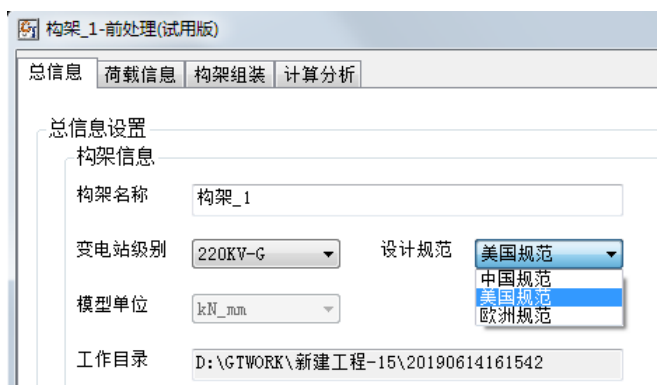 构架_1-前处理(试用版)
总信息 荷载信息 构架组装 计算分析
总信息设置
构架信息
构架名称 构架_1
变电站级别 220KV-G 设计规范 美国规范
中国规范
美国规范
欧洲规范
模型单位 kN_mm
工作目录 D:\GTWORK\新建工程-15\20190614161542